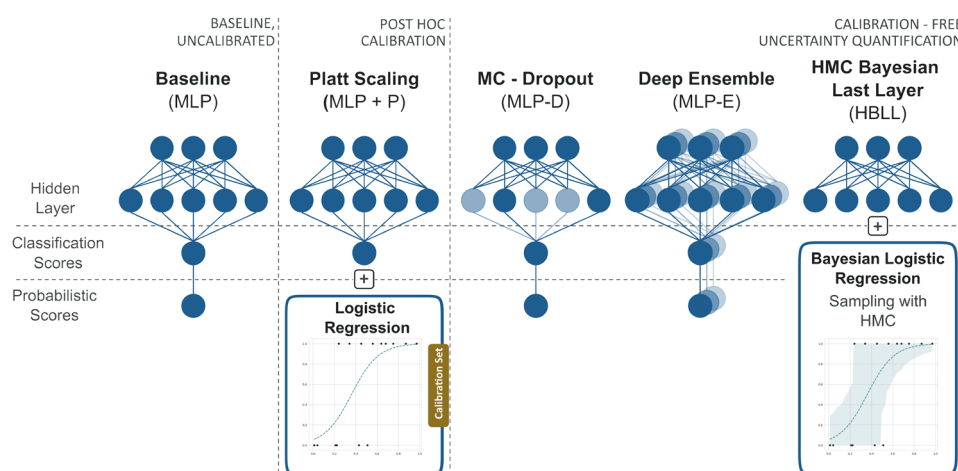 BASELINE,
UNCALIBRATED
POST HOC
CALIBRATION
CALIBRATION - FREE
UNCERTAINTY QUANTIFICATION
Baseline
(MLP)
Platt Scaling
(MLP + P)
MC - Dropout
(MLP-D)
Deep Ensemble
(MLP-E)
HMC Bayesian
Last Layer
(HBLL)
Hidden
Layer
Classification
Scores
Probabilistic
Scores
+
Logistic
Regression
Calibration Set
+
Bayesian Logistic
Regression
Sampling with
HMC